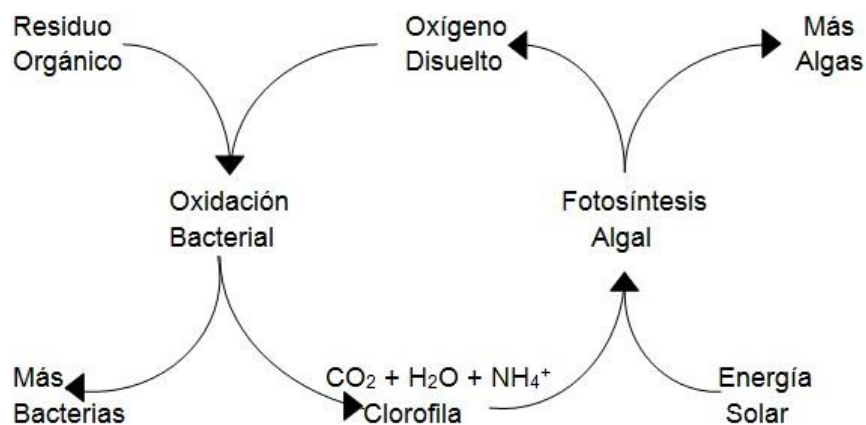 Residuo
Orgánico
Oxígeno
Disuelto
Más
Algas
Oxidación
Bacterial
Fotosíntesis
Algal
Más
Bacterias
CO₂ + H₂O + NH₄⁺
Clorofila
Energía
Solar